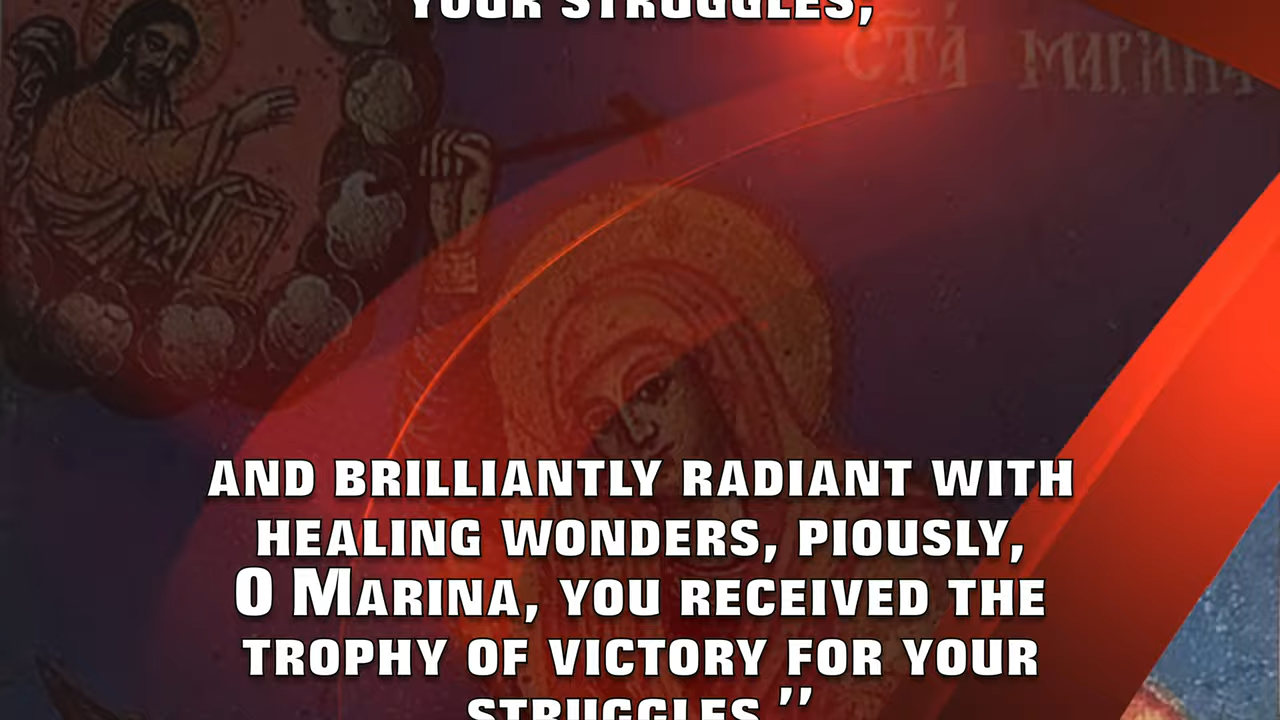 YOUR STRUGGLES,
СТА МАРИНА
AND BRILLIANTLY RADIANT WITH
HEALING WONDERS, PIOUSLY,
O MARINA, YOU RECEIVED THE
TROPHY OF VICTORY FOR YOUR
STRUGGLES.’’